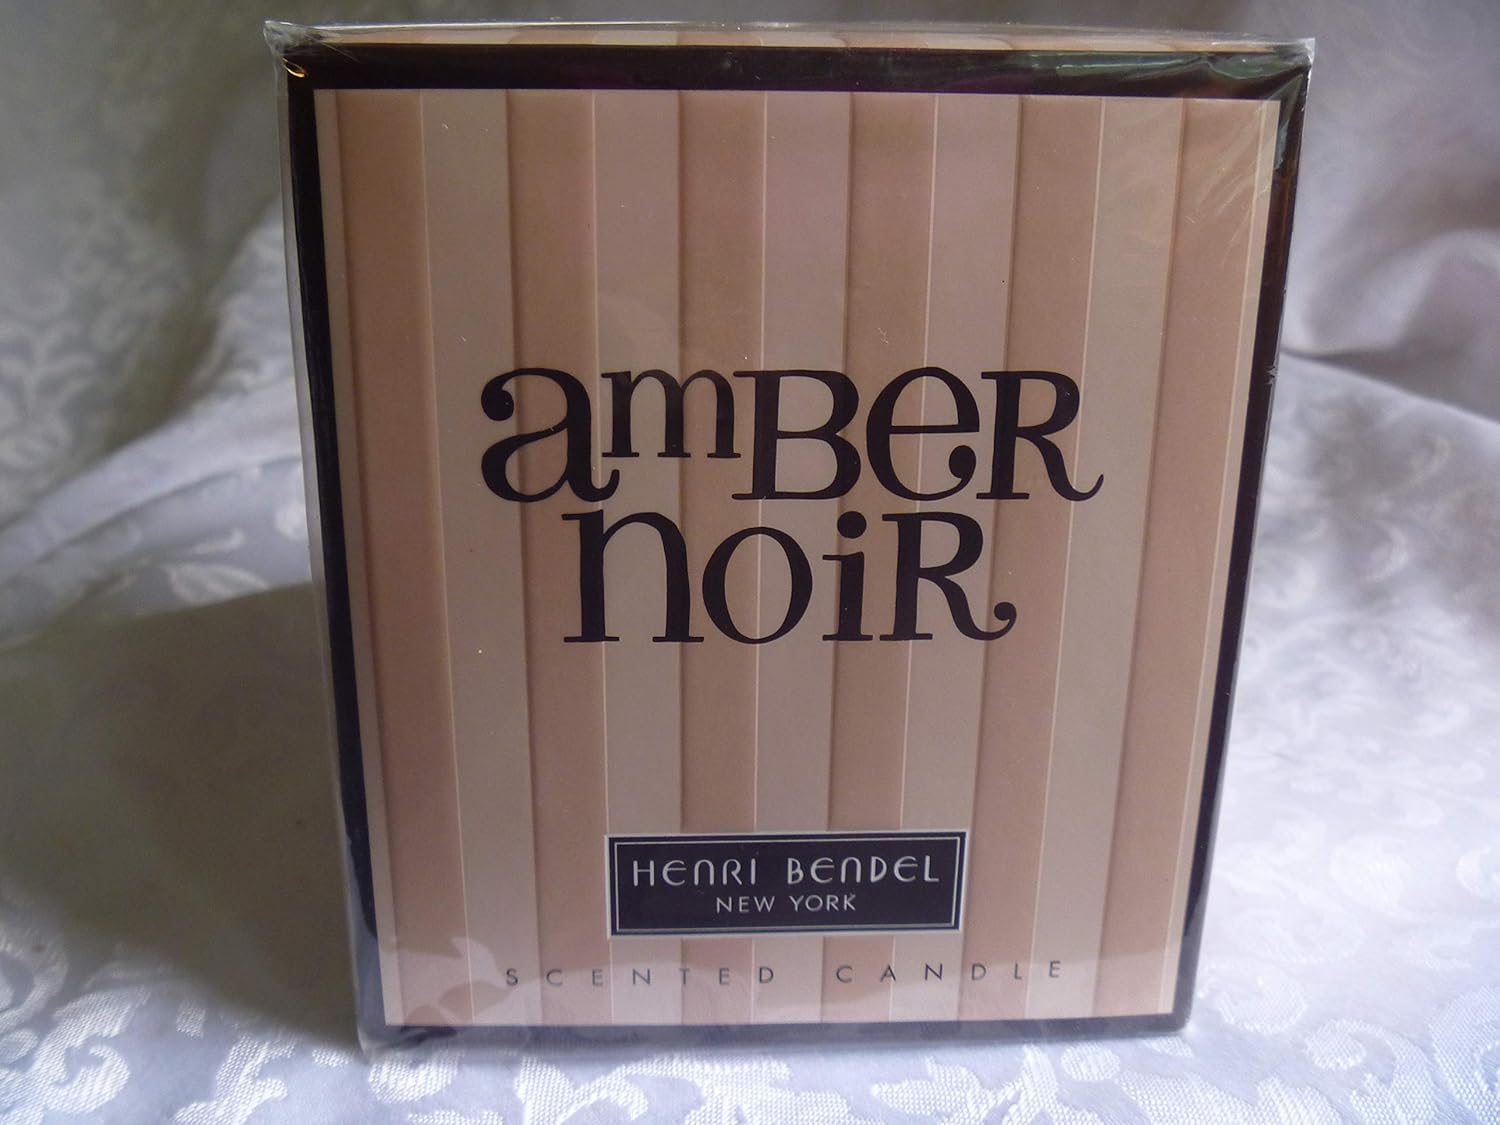 amBeR
noiR
HENRI BENDEL
NEW YORK
SCENTED CANDLE